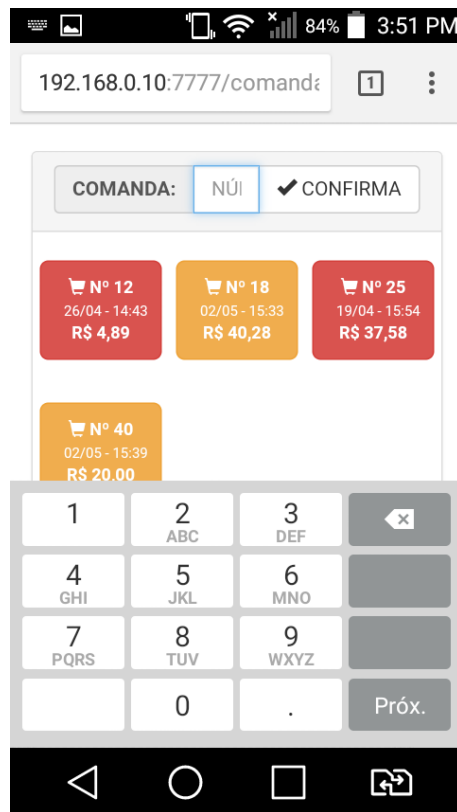 84% 3:51 PM
192.168.0.10:7777/comanda
1
COMANDA: NÚI CONFIRMA
Nº 12
26/04 - 14:43
R$ 4,89
Nº 18
02/05 - 15:33
R$ 40,28
Nº 25
19/04 - 15:54
R$ 37,58
Nº 40
02/05 - 15:39
R$ 20,00
1
2 ABC
3 DEF
4 GHI
5 JKL
6 MNO
7 PQRS
8 TUV
9 WXYZ
0
.
Próx.